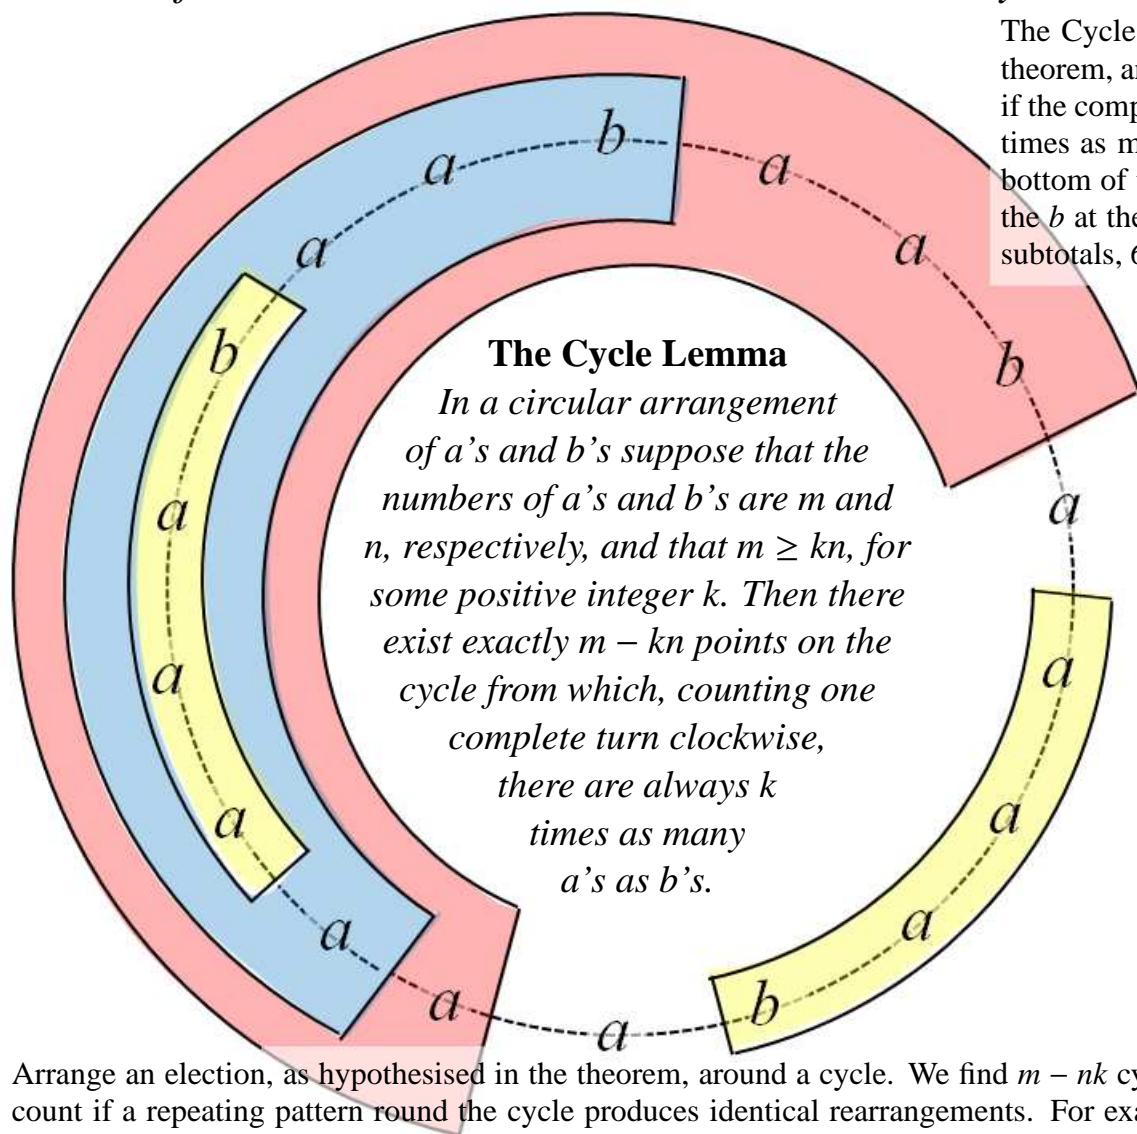 The Cycle
theorem, an
if the comp
times as m
bottom of
the b at the
subtotals, 6
b
a
a
a
a
b
b
a
a
a
a
a
a
a
a
a
b
a
The Cycle Lemma
In a circular arrangement
of a’s and b’s suppose that the
numbers of a’s and b’s are m and
n, respectively, and that m ≥ kn, for
some positive integer k. Then there
exist exactly m − kn points on the
cycle from which, counting one
complete turn clockwise,
there are always k
times as many
a’s as b’s.
Arrange an election, as hypothesised in the theorem, around a cycle. We find m − nk cy
count if a repeating pattern round the cycle produces identical rearrangements. For exa